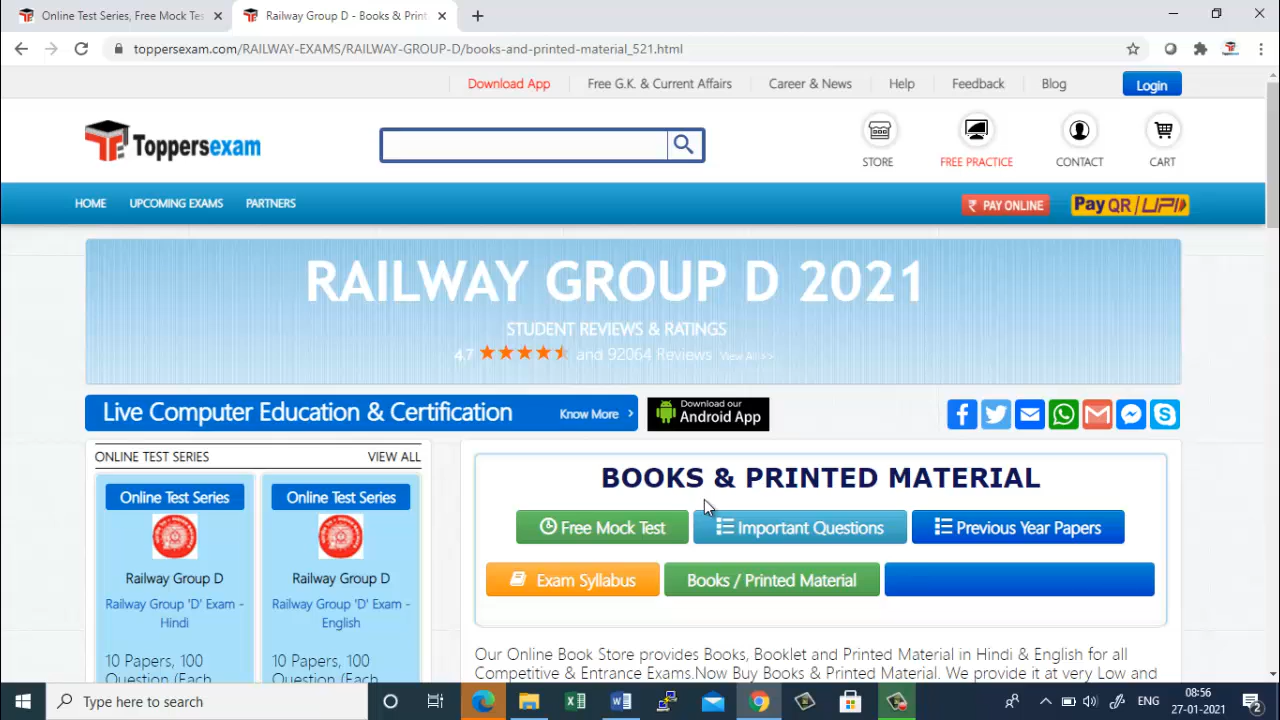 Online Test Series, Free Mock Tes
Railway Group D - Books & Print
toppersexam.com/RAILWAY-EXAMS/RAILWAY-GROUP-D/books-and-printed-material_521.html
Download App
Free G.K. & Current Affairs
Career & News
Help
Feedback
Blog
Login
Toppersexam
STORE
FREE PRACTICE
CONTACT
CART
HOME
UPCOMING EXAMS
PARTNERS
₹ PAY ONLINE
Pay QR / UPI
RAILWAY GROUP D 2021
STUDENT REVIEWS & RATINGS
4.7 and 92064 Reviews View All >>
Live Computer Education & Certification
Know More
Download our
Android App
ONLINE TEST SERIES
VIEW ALL
Online Test Series
Railway Group D
Railway Group 'D' Exam -
Hindi
10 Papers, 100
Question (Each
Online Test Series
Railway Group D
Railway Group 'D' Exam -
English
10 Papers, 100
Question (Each
BOOKS & PRINTED MATERIAL
Free Mock Test
Important Questions
Previous Year Papers
Exam Syllabus
Books / Printed Material
Our Online Book Store provides Books, Booklet and Printed Material in Hindi & English for all
Competitive & Entrance Exams.Now Buy Books & Printed Material. We provide it at very Low and
Type here to search
ENG
08:56
27-01-2021
2